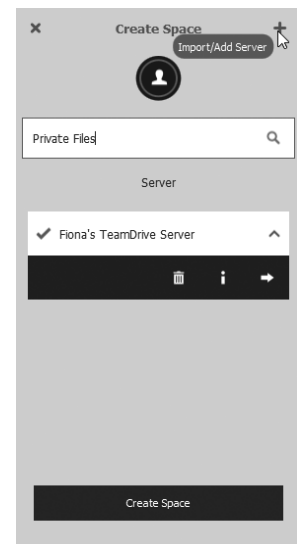 Create Space
Import/Add Server
Private Files
Server
Fiona's TeamDrive Server
Create Space